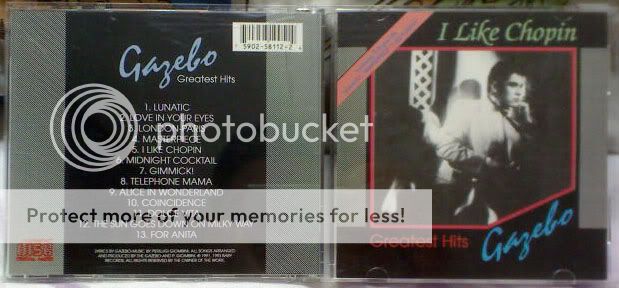 5902-58112-2
Gazebo
Greatest Hits
1. LUNATIC
2. LOVE IN YOUR EYES
3. LONDON-PARIS
4. MASTERPIECE
5. I LIKE CHOPIN
6. MIDNIGHT COCKTAIL
7. GIMMICK!
8. TELEPHONE MAMA
9. ALICE IN WONDERLAND
10. COINCIDENCE
12. THE SUN GOES DOWN ON MILKY WAY
13. FOR ANITA
LYRICS BY GAZEBO-MUSIC BY PIERLUIGI GIOMBINI. ALL SONGS ARRANGED
AND PRODUCED BY
RECORDS. ALL RIGHTS RESERVED BY THE OWNER OF THE WORK.
I Like Chopin
Greatest Hits
Gazebo
photobucket
Protect more of your memories for less!